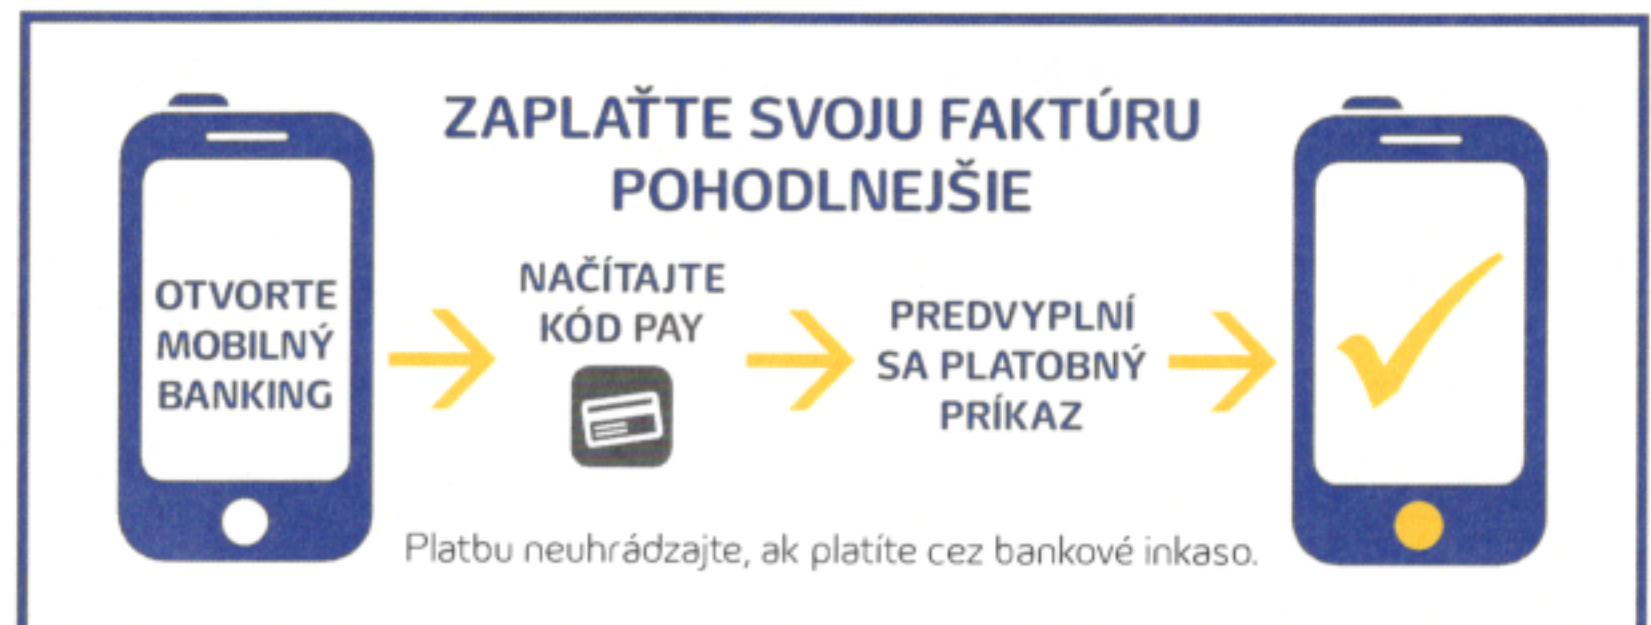 ZAPLAŤTE SVOJU FAKTÚRU
POHODLNEJŠIE
OTVORTE
MOBILNÝ
BANKING
NAČÍTAJTE
KÓD PAY
PREDVYPLNÍ
SA PLATOBNÝ
PRÍKAZ
Platbu neuhrádzajte, ak platíte cez bankové inkaso.